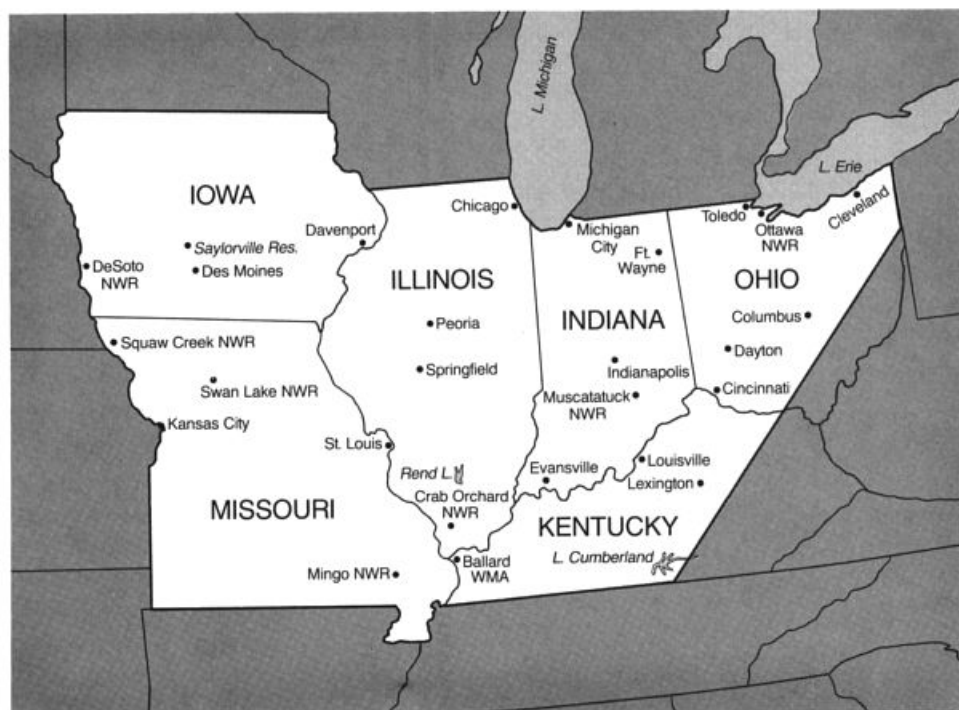 L. Michigan
L. Erie
IOWA
Chicago
Toledo
Cleveland
Davenport
Michigan
City
Ottawa
NWR
Saylorville Res.
Ft.
Wayne
DeSoto
NWR
Des Moines
ILLINOIS
OHIO
INDIANA
Columbus
Peoria
Squaw Creek NWR
Dayton
Springfield
Indianapolis
Swan Lake NWR
Muscatatuck
NWR
Cincinnati
Kansas City
St. Louis
Louisville
Rend L.
Evansville
Lexington
Crab Orchard
NWR
MISSOURI
KENTUCKY
Ballard
WMA
L. Cumberland
Mingo NWR